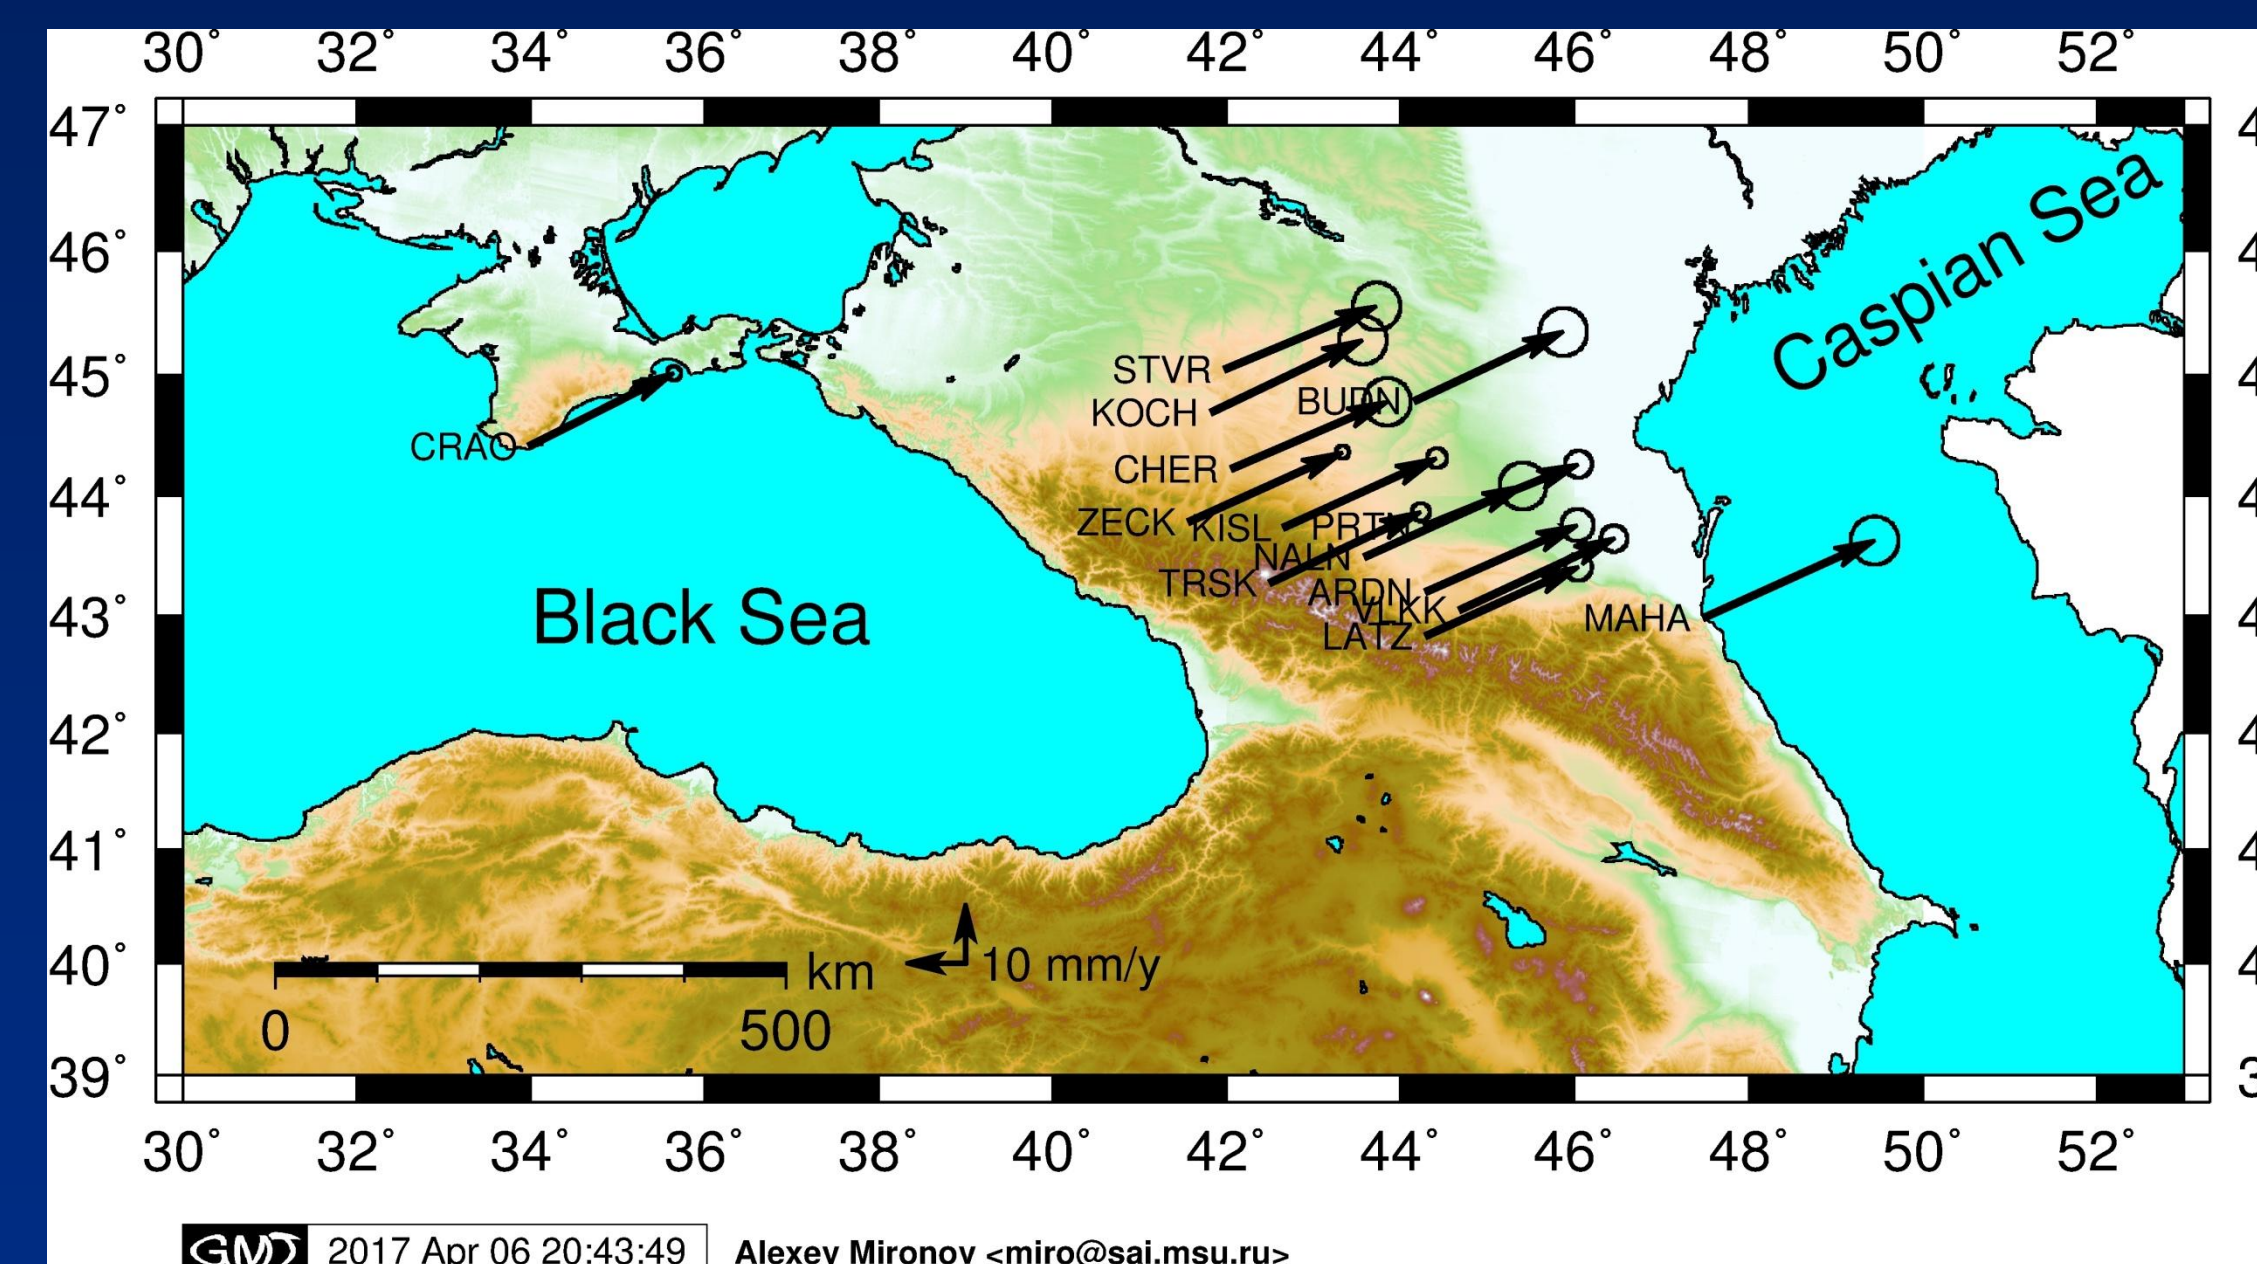 30° 32° 34° 36° 38° 40° 42° 44° 46° 48° 50° 52°
47°
46°
45°
44°
43°
42°
41°
40°
39°
Caspian Sea
STVR
KOCH
BUDN
CRAO
CHER
ZECK
KISL
PRTN
NALN
TRSK
ARDN
VLKK
LATZ
MAHA
Black Sea
10 mm/y
km
0 500
30° 32° 34° 36° 38° 40° 42° 44° 46° 48° 50° 52°
GMT 2017 Apr 06 20:43:49 Alexey Mironov <miro@sai.msu.ru>